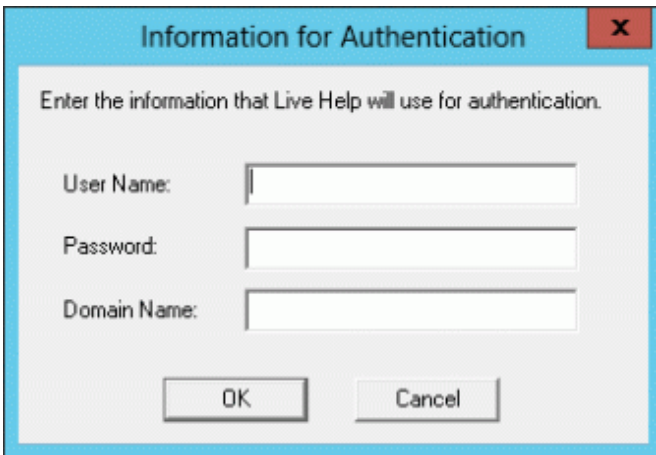 Information for Authentication
x
Enter the information that Live Help will use for authentication.
User Name:
Password:
Domain Name:
OK Cancel